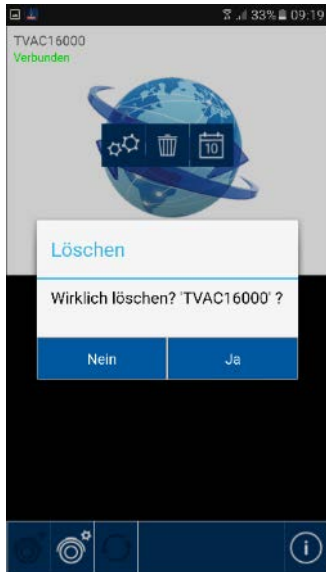 33% 09:19
TVAC16000
Verbunden
10
Löschen
Wirklich löschen? 'TVAC16000' ?
Nein Ja